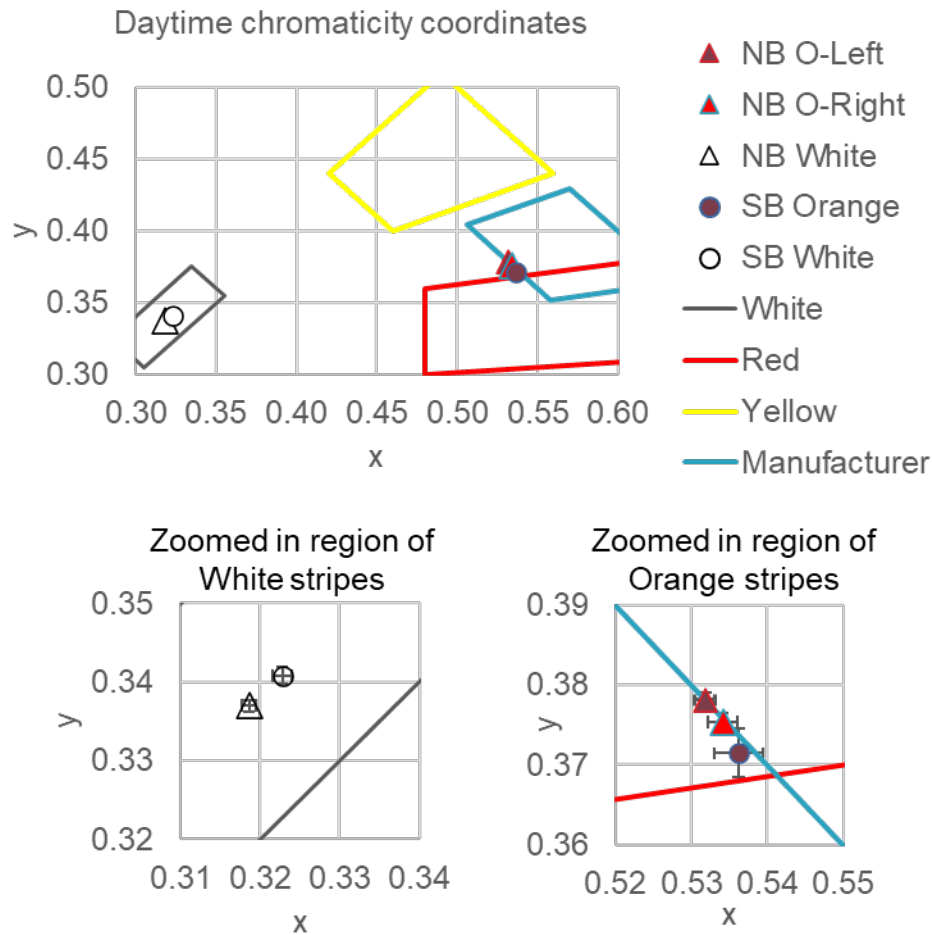 Daytime chromaticity coordinates
0.50
0.45
0.40
0.35
0.30
y
0.30 0.35 0.40 0.45 0.50 0.55 0.60
x
NB O-Left
NB O-Right
NB White
SB Orange
SB White
White
Red
Yellow
Manufacturer
Zoomed in region of
White stripes
0.35
0.34
0.33
0.32
y
0.31 0.32 0.33 0.34
x
Zoomed in region of
Orange stripes
0.39
0.38
0.37
0.36
y
0.52 0.53 0.54 0.55
x